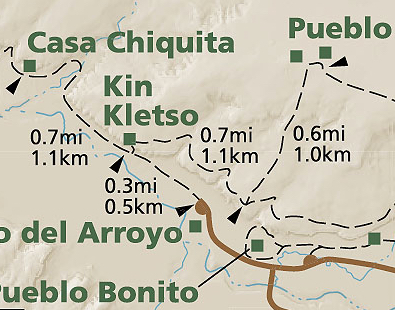 Pueblo
Casa Chiquita
Kin
Kletso
0.7mi
1.1km
0.7mi
1.1km
0.6mi
1.0km
0.3mi
0.5km
o del Arroyo
Pueblo Bonito